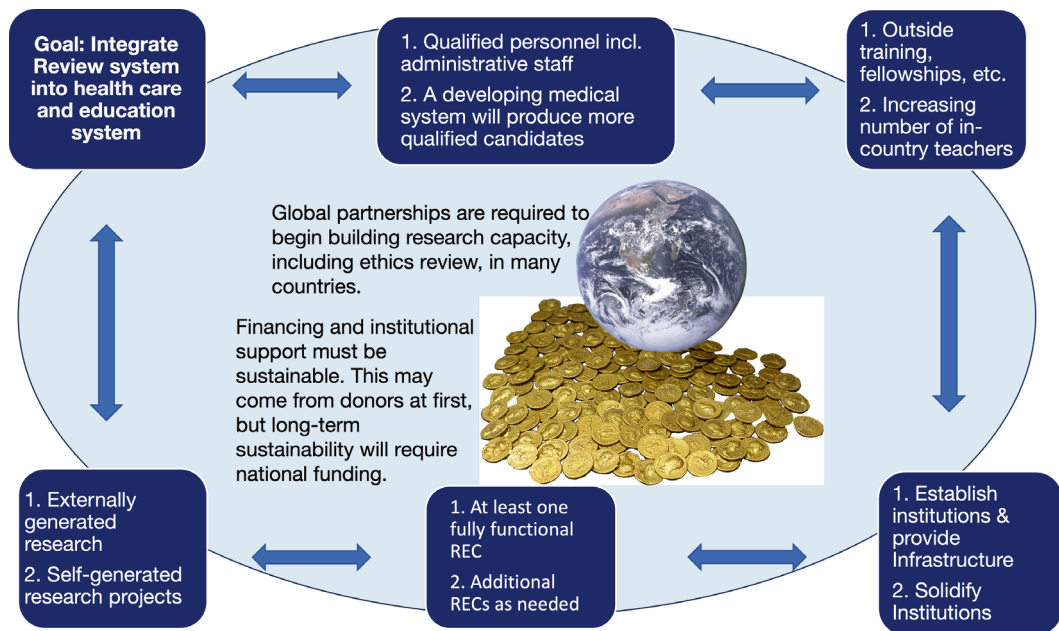 Goal: Integrate
Review system
into health care
and education
system
1. Qualified personnel incl.
administrative staff
2. A developing medical
system will produce more
qualified candidates
1. Outside
training,
fellowships, etc.
2. Increasing
number of in-
country teachers
Global partnerships are required to
begin building research capacity,
including ethics review, in many
countries.
Financing and institutional
support must be
sustainable. This may
come from donors at first,
but long-term
sustainability will require
national funding.
1. Externally
generated
research
2. Self-generated
research projects
1. At least one
fully functional
REC
2. Additional
RECs as needed
1. Establish
institutions &
provide
Infrastructure
2. Solidify
Institutions